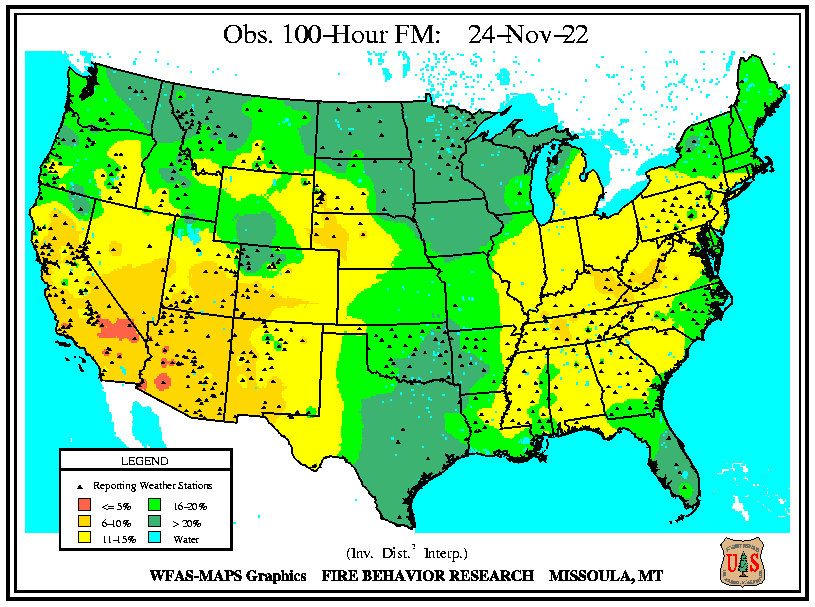 Obs. 100-Hour FM: 24-Nov-22
LEGEND
Reporting Weather Stations
<= 5% 16-20%
6-10% > 20%
11-15% Water
(Inv. Dist.² Interp.)
WFAS-MAPS Graphics FIRE BEHAVIOR RESEARCH MISSOULA, MT
U S